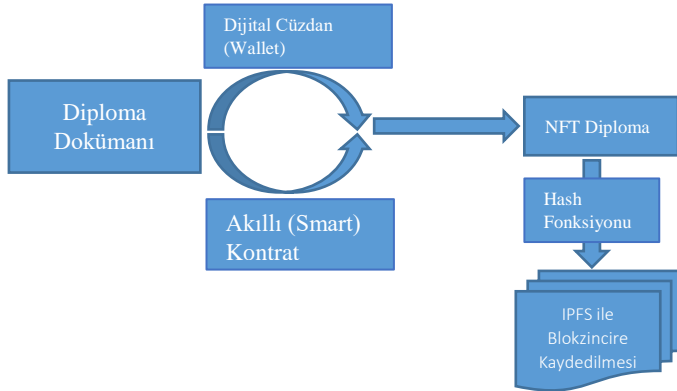 Dijital Cüzdan
(Wallet)
Diploma
Dokümanı
NFT Diploma
Akıllı (Smart)
Kontrat
Hash
Fonksiyonu
IPFS ile
Blokzincire
Kaydedilmesi